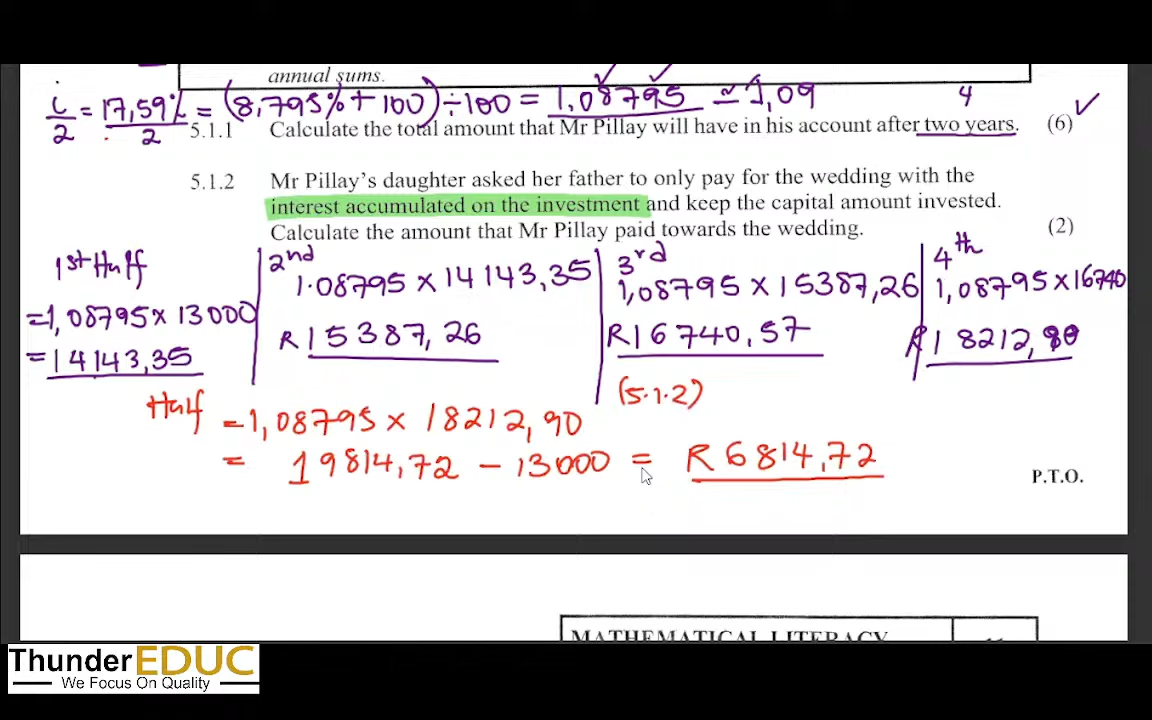 annual sums.
i/2 = 17,59%/2 = (8,795% + 100) ÷ 100 = 1,08795 ≃ 1,09
4
5.1.1 Calculate the total amount that Mr Pillay will have in his account after two years. (6) ✓
5.1.2 Mr Pillay's daughter asked her father to only pay for the wedding with the
interest accumulated on the investment and keep the capital amount invested.
Calculate the amount that Mr Pillay paid towards the wedding. (2)
1st Half
=1,08795 × 13000
=14143,35
2nd
1.08795 × 14143,35
R15387,26
3rd
1,08795 × 15387,26
R16740,57
4th
1,08795 × 16740
R18212,90
(5.1.2)
Half = 1,08795 × 18212,90
= 19814,72 − 13000 = R6814,72
P.T.O.
MATHEMATICAL LITERACY
ThunderEDUC
We Focus On Quality